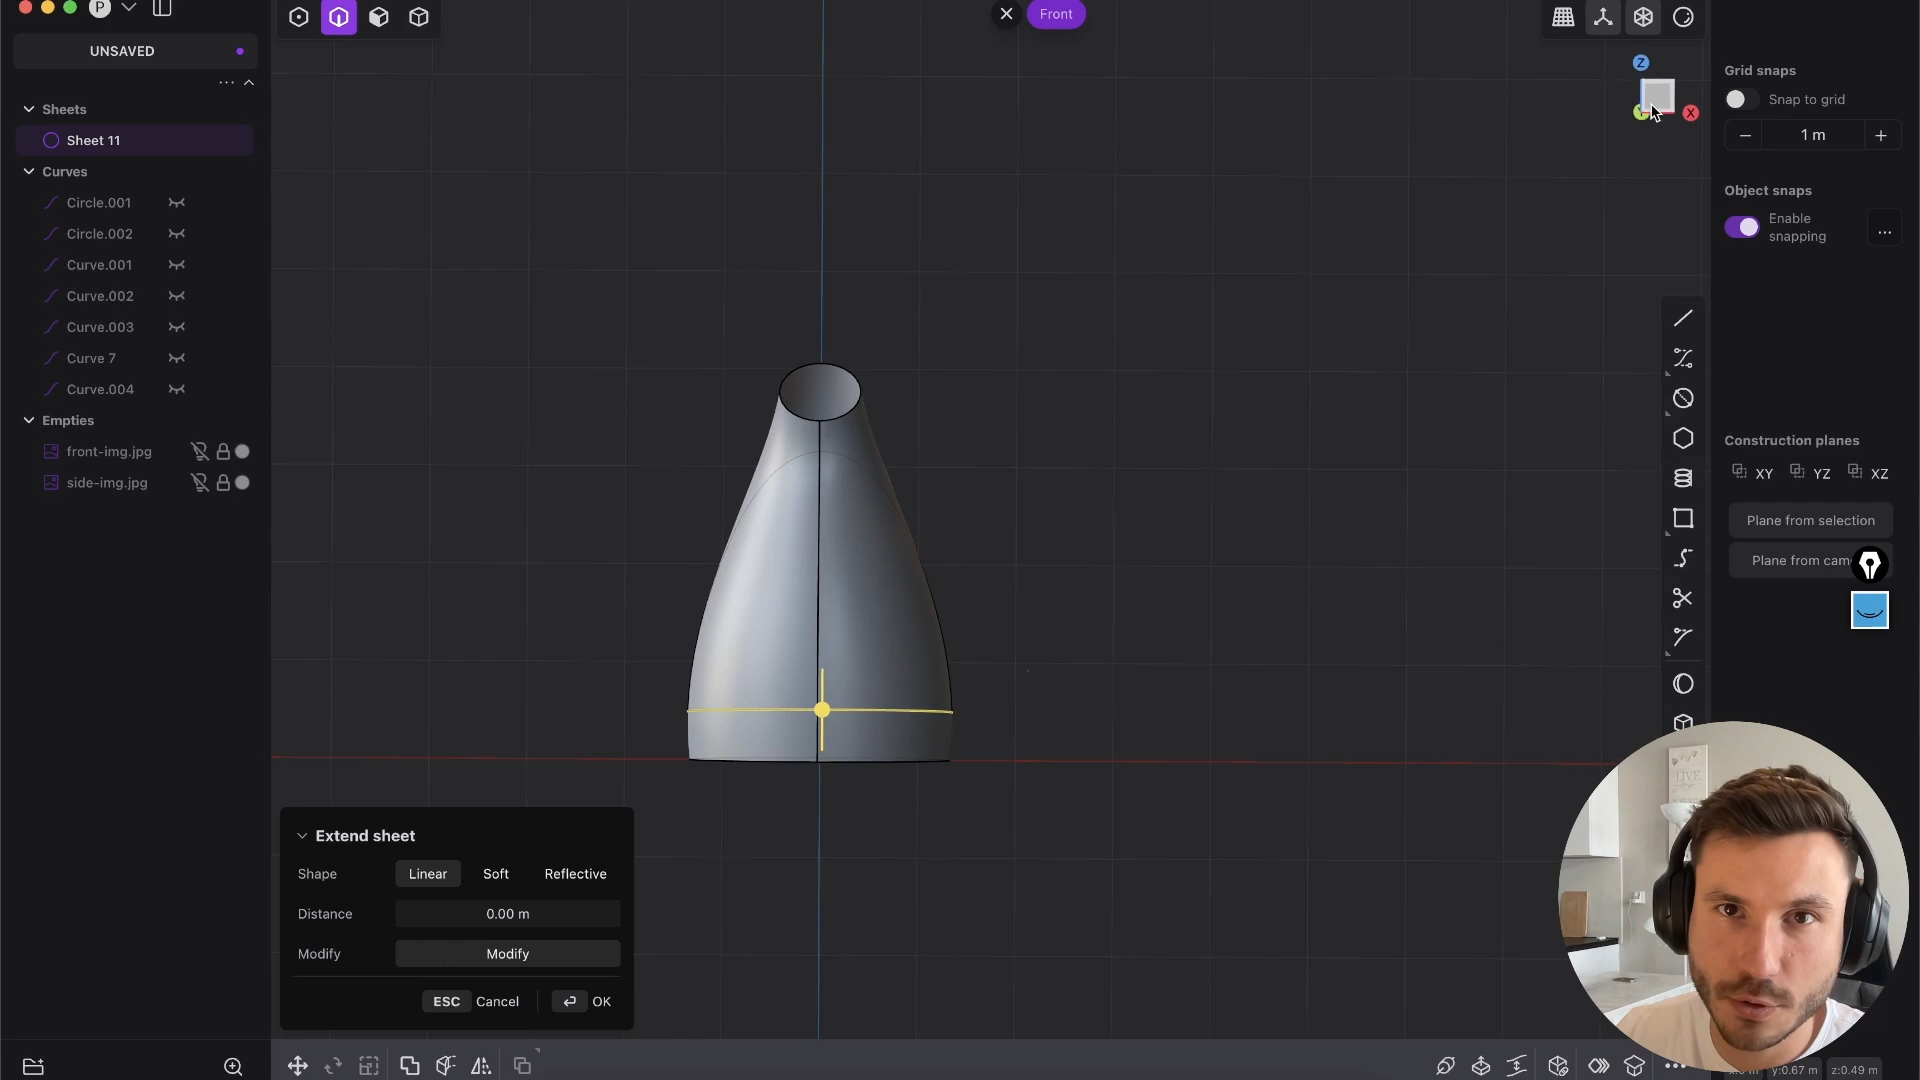 P
UNSAVED
Sheets
Sheet 11
Curves
Circle.001
Circle.002
Curve.001
Curve.002
Curve.003
Curve 7
Curve.004
Empties
front-img.jpg
side-img.jpg
Front
Z
X
Grid snaps
Snap to grid
1 m
Object snaps
Enable
snapping
...
Construction planes
XY YZ XZ
Plane from selection
Plane from cam
Extend sheet
Shape Linear Soft Reflective
Distance 0.00 m
Modify Modify
ESC Cancel OK
LIVE
y:0.67 m z:0.49 m